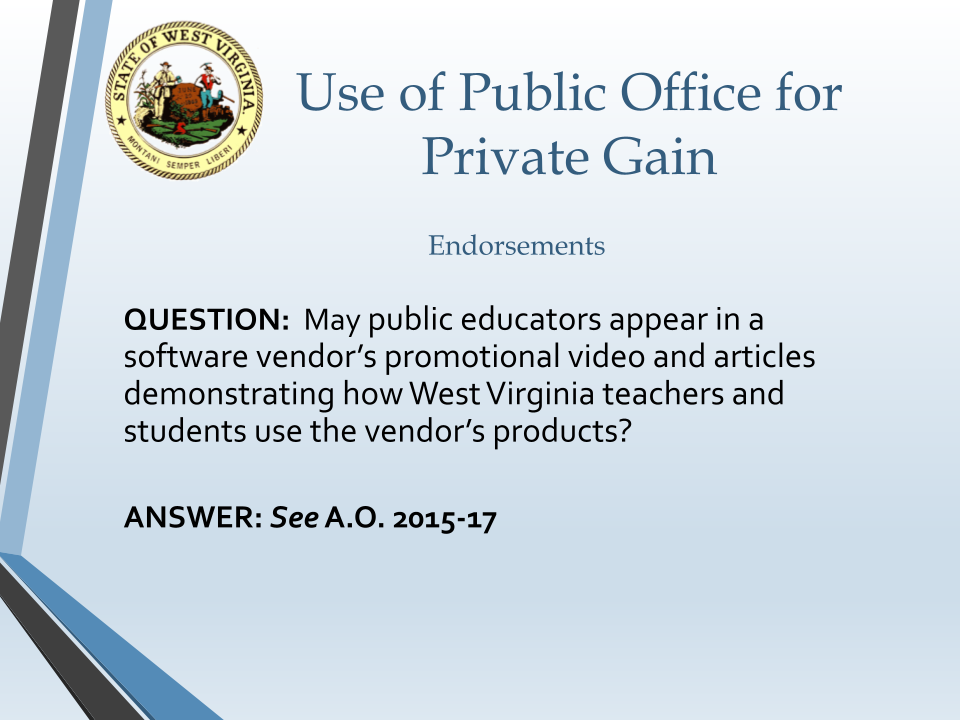 STATE OF WEST VIRGINIA
MONTANI SEMPER LIBERI
Use of Public Office for
Private Gain
Endorsements
QUESTION:  May public educators appear in a
software vendor’s promotional video and articles
demonstrating how West Virginia teachers and
students use the vendor’s products?
ANSWER: See A.O. 2015-17